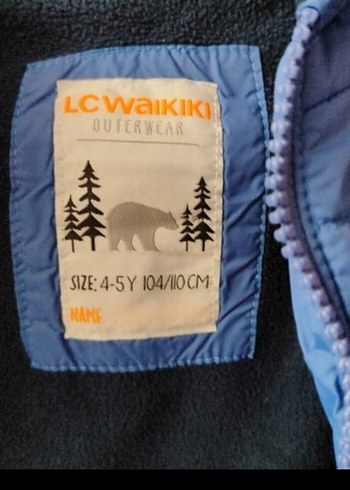 LC WAIKIKI
OUTERWEAR
SIZE: 4-5Y 104/110 CM
NAME